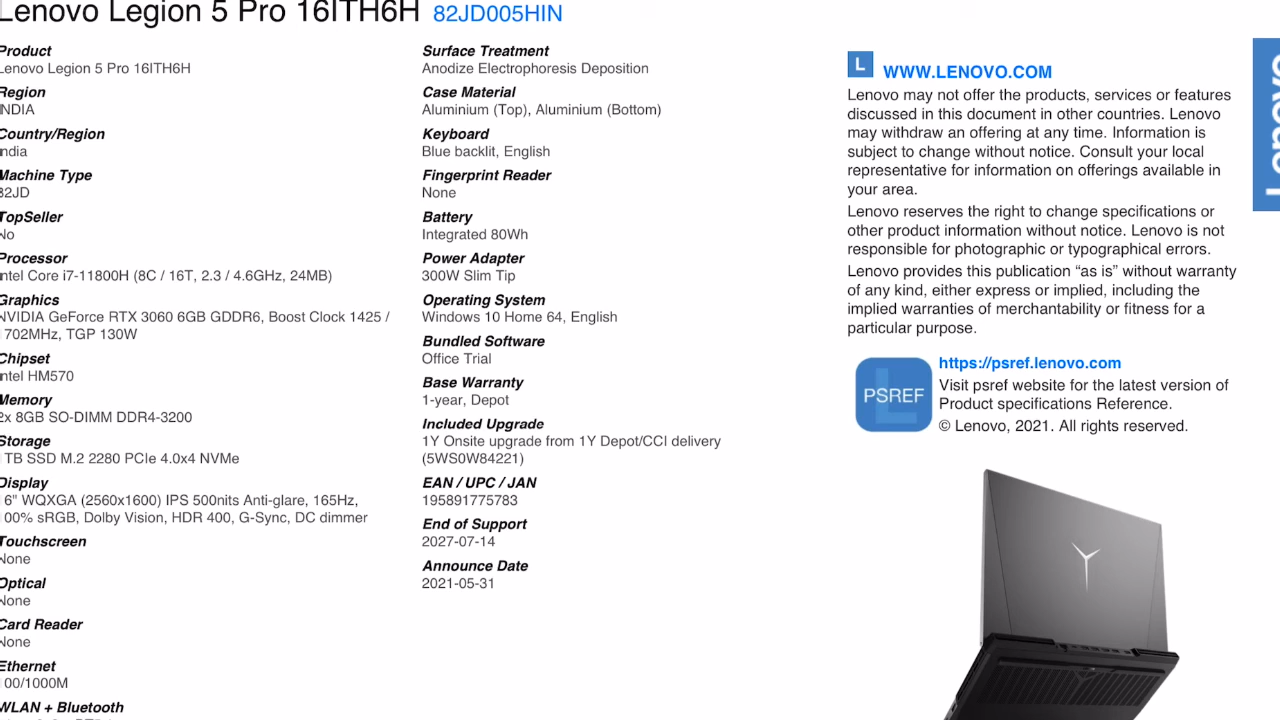 Lenovo Legion 5 Pro 16ITH6H 82JD005HIN
Product
Lenovo Legion 5 Pro 16ITH6H
Region
INDIA
Country/Region
India
Machine Type
82JD
TopSeller
No
Processor
Intel Core i7-11800H (8C / 16T, 2.3 / 4.6GHz, 24MB)
Graphics
NVIDIA GeForce RTX 3060 6GB GDDR6, Boost Clock 1425 /
1702MHz, TGP 130W
Chipset
Intel HM570
Memory
2x 8GB SO-DIMM DDR4-3200
Storage
1TB SSD M.2 2280 PCIe 4.0x4 NVMe
Display
16" WQXGA (2560x1600) IPS 500nits Anti-glare, 165Hz,
100% sRGB, Dolby Vision, HDR 400, G-Sync, DC dimmer
Touchscreen
None
Optical
None
Card Reader
None
Ethernet
100/1000M
WLAN + Bluetooth
Surface Treatment
Anodize Electrophoresis Deposition
Case Material
Aluminium (Top), Aluminium (Bottom)
Keyboard
Blue backlit, English
Fingerprint Reader
None
Battery
Integrated 80Wh
Power Adapter
300W Slim Tip
Operating System
Windows 10 Home 64, English
Bundled Software
Office Trial
Base Warranty
1-year, Depot
Included Upgrade
1Y Onsite upgrade from 1Y Depot/CCI delivery
(5WS0W84221)
EAN / UPC / JAN
195891775783
End of Support
2027-07-14
Announce Date
2021-05-31
L WWW.LENOVO.COM
Lenovo may not offer the products, services or features
discussed in this document in other countries. Lenovo
may withdraw an offering at any time. Information is
subject to change without notice. Consult your local
representative for information on offerings available in
your area.
Lenovo reserves the right to change specifications or
other product information without notice. Lenovo is not
responsible for photographic or typographical errors.
Lenovo provides this publication “as is” without warranty
of any kind, either express or implied, including the
implied warranties of merchantability or fitness for a
particular purpose.
PSREF
https://psref.lenovo.com
Visit psref website for the latest version of
Product specifications Reference.
© Lenovo, 2021. All rights reserved.
Lenovo